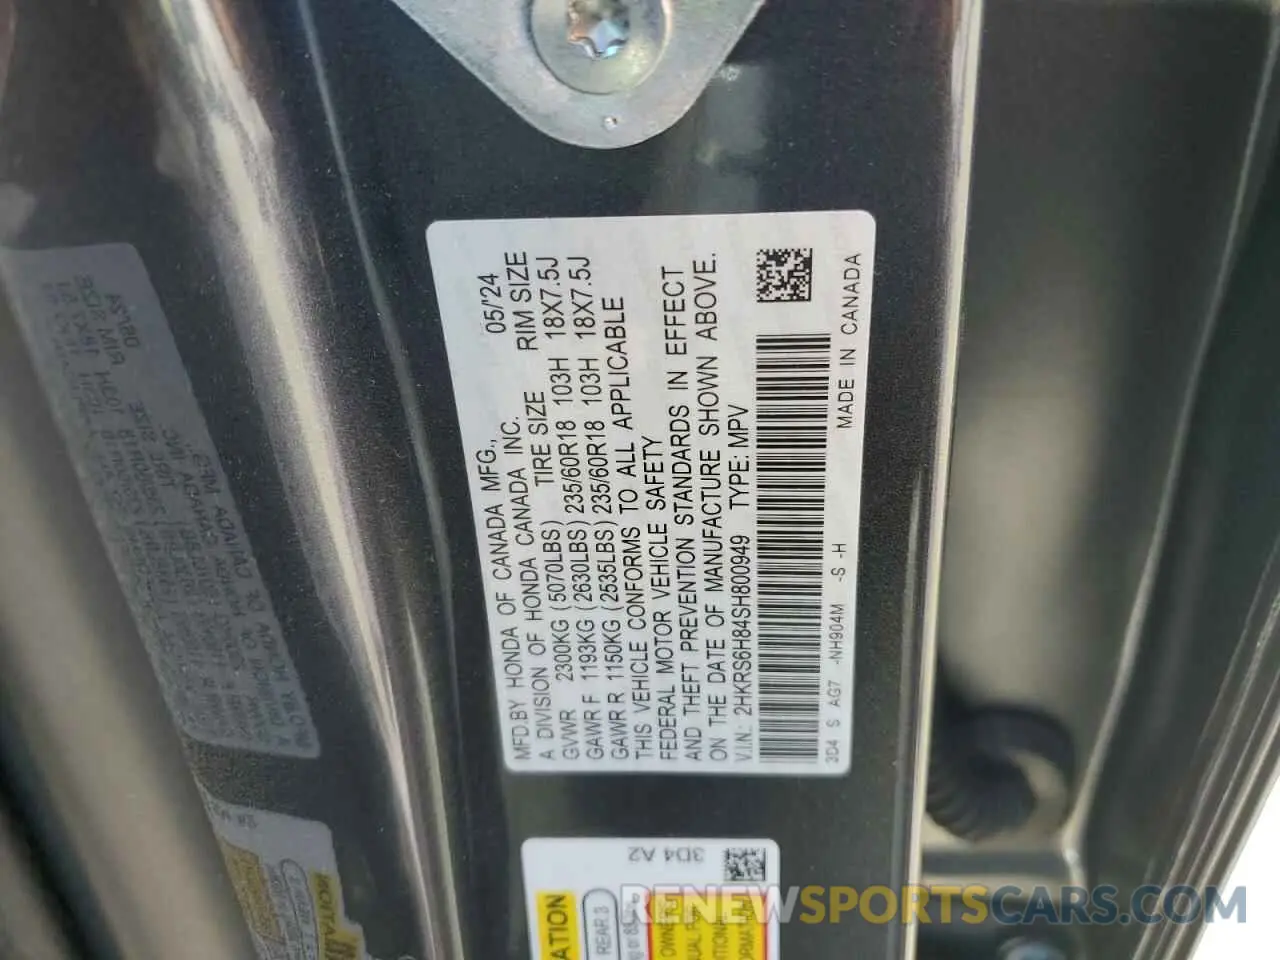 MFD.BY HONDA OF CANADA MFG., 05/'24
A DIVISION OF HONDA CANADA INC.
TIRE SIZE RIM SIZE
GVWR 2300KG (5070LBS)
GAWR F 1193KG (2630LBS) 235/60R18 103H 18X7.5J
GAWR R 1150KG (2535LBS) 235/60R18 103H 18X7.5J
THIS VEHICLE CONFORMS TO ALL APPLICABLE
FEDERAL MOTOR VEHICLE SAFETY
AND THEFT PREVENTION STANDARDS IN EFFECT
ON THE DATE OF MANUFACTURE SHOWN ABOVE.
V.I.N.: 2HKRS6H84SH800949 TYPE: MPV
3D4 S AG7 -NH904M -S -H MADE IN CANADA
3D4 A2
ATION
REAR 3
RENEWSPORTSCARS.COM